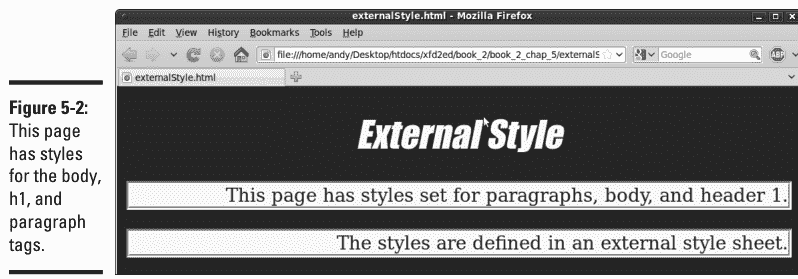 Figure 5-2:
This page
has styles
for the body,
h1, and
paragraph
tags.
externalStyle.html - Mozilla Firefox
File Edit View History Bookmarks Tools Help
file:///home/andy/Desktop/htdocs/xfd2ed/book_2/book_2_chap_5/externalS
Google
ABP
externalStyle.html
External Style
This page has styles set for paragraphs, body, and header 1.
The styles are defined in an external style sheet.